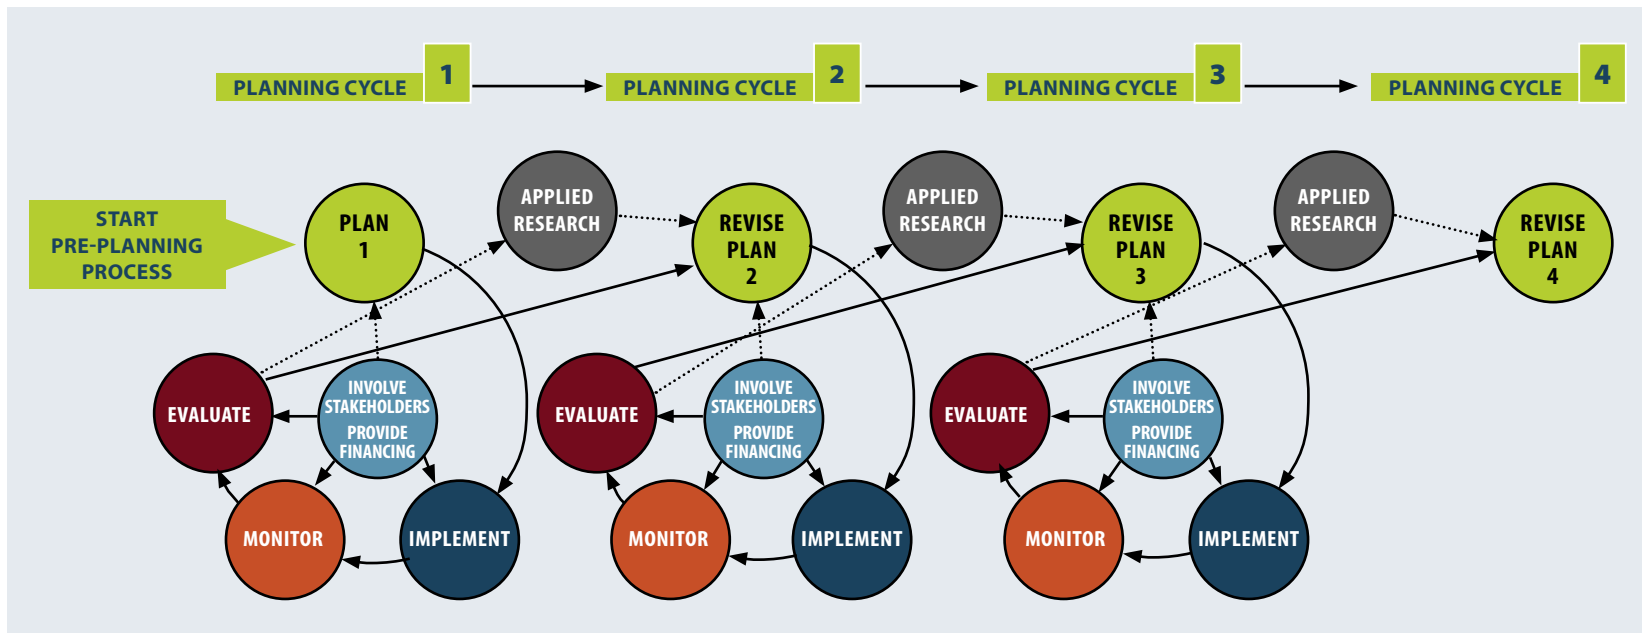 PLANNING CYCLE 1
PLANNING CYCLE 2
PLANNING CYCLE 3
PLANNING CYCLE 4
START
PRE-PLANNING
PROCESS
PLAN
1
APPLIED
RESEARCH
REVISE
PLAN
2
APPLIED
RESEARCH
REVISE
PLAN
3
APPLIED
RESEARCH
REVISE
PLAN
4
EVALUATE
INVOLVE
STAKEHOLDERS
PROVIDE
FINANCING
MONITOR
IMPLEMENT
EVALUATE
INVOLVE
STAKEHOLDERS
PROVIDE
FINANCING
MONITOR
IMPLEMENT
EVALUATE
INVOLVE
STAKEHOLDERS
PROVIDE
FINANCING
MONITOR
IMPLEMENT